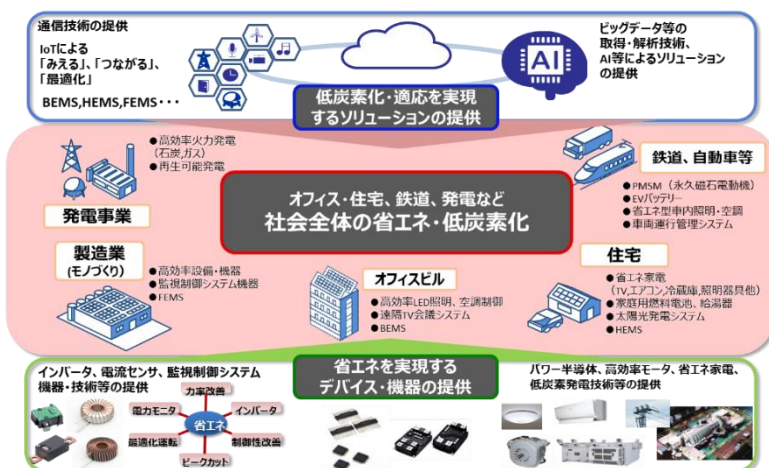 通信技術の提供
IoTによる
「みえる」、「つながる」、
「最適化」
BEMS,HEMS,FEMS・・・
AI
ビッグデータ等の
取得・解析技術、
AI等によるソリューション
の提供
低炭素化・適応を実現
するソリューションの提供
●高効率火力発電
(石炭,ガス)
●再生可能発電
発電事業
オフィス・住宅、鉄道、発電など
社会全体の省エネ・低炭素化
鉄道、自動車等
●PMSM（永久磁石電動機）
●EVバッテリー
●省エネ型車内照明・空調
●車両運行管理システム
製造業
(モノづくり)
●高効率設備・機器
●監視制御システム機器
●FEMS
オフィスビル
●高効率LED照明、空調制御
●遠隔TV会議システム
●BEMS
住宅
●省エネ家電
(TV,エアコン,冷蔵庫,照明器具他)
●家庭用燃料電池、給湯器
●太陽光発電システム
●HEMS
インバータ、電流センサ、監視制御システム
機器・技術等の提供
省エネを実現する
デバイス・機器の提供
パワー半導体、高効率モータ、省エネ家電、
低炭素発電技術等の提供
力率改善
電力モニタ
インバータ
省エネ
最適化運転
制御性改善
ピークカット